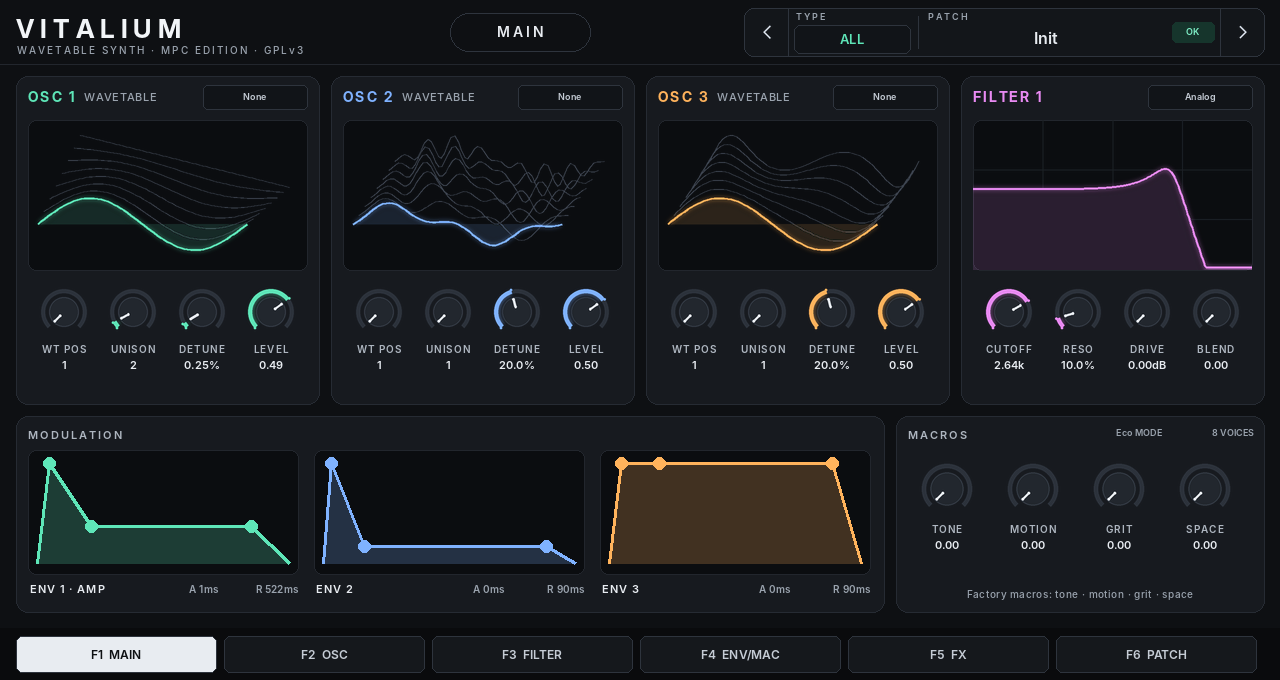 VITALIUM
WAVETABLE SYNTH · MPC EDITION · GPLv3
MAIN
TYPE
ALL
PATCH
Init
OK
OSC 1 WAVETABLE None
OSC 2 WAVETABLE None
OSC 3 WAVETABLE None
FILTER 1 Analog
WT POS UNISON DETUNE LEVEL
1 2 0.25% 0.49
WT POS UNISON DETUNE LEVEL
1 1 20.0% 0.50
WT POS UNISON DETUNE LEVEL
1 1 20.0% 0.50
CUTOFF RESO DRIVE BLEND
2.64k 10.0% 0.00dB 0.00
MODULATION
ENV 1 · AMP A 1ms R 522ms
ENV 2 A 0ms R 90ms
ENV 3 A 0ms R 90ms
MACROS Eco MODE 8 VOICES
TONE MOTION GRIT SPACE
0.00 0.00 0.00 0.00
Factory macros: tone · motion · grit · space
F1 MAIN F2 OSC F3 FILTER F4 ENV/MAC F5 FX F6 PATCH